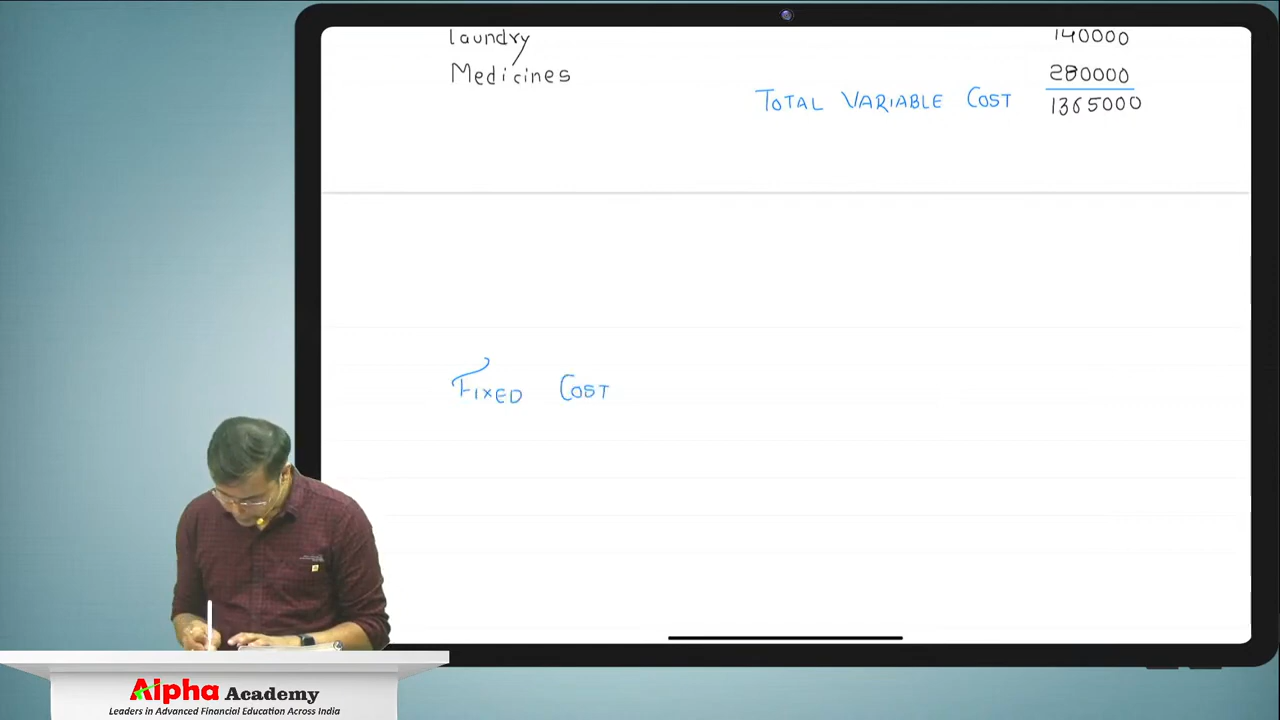 Laundry 140000
Medicines 280000
TOTAL VARIABLE COST 1365000
FIXED COST
Alpha Academy
Leaders in Advanced Financial Education Across India